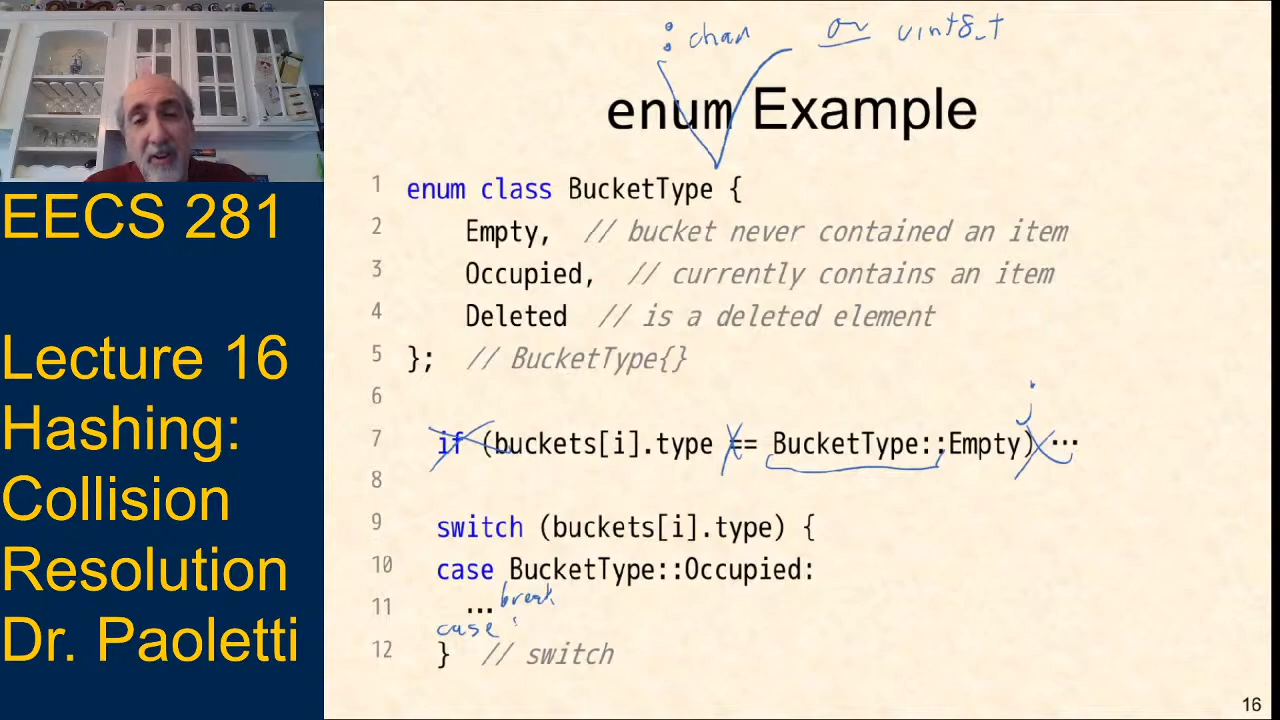 EECS 281
Lecture 16
Hashing:
Collision
Resolution
Dr. Paoletti
: char or uint8_t
enum Example
1 enum class BucketType {
2 Empty, // bucket never contained an item
3 Occupied, // currently contains an item
4 Deleted // is a deleted element
5 }; // BucketType{}
6
7 if (buckets[i].type == BucketType::Empty) ...
8
9 switch (buckets[i].type) {
10 case BucketType::Occupied:
11 ... break
case :
12 } // switch
16